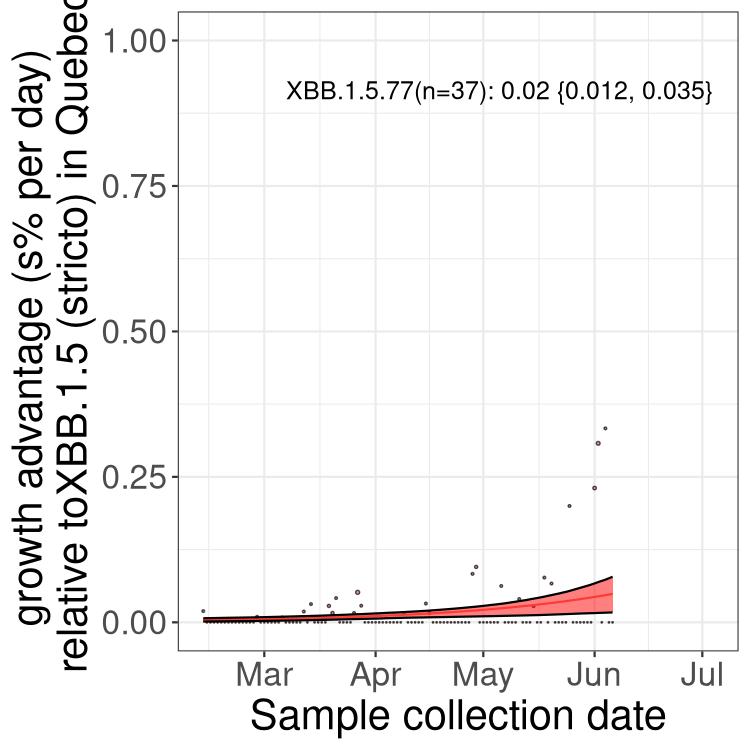 growth advantage (s% per day)
relative toXBB.1.5 (stricto) in Quebec
1.00
0.75
0.50
0.25
0.00
XBB.1.5.77(n=37): 0.02 {0.012, 0.035}
Mar Apr May Jun Jul
Sample collection date